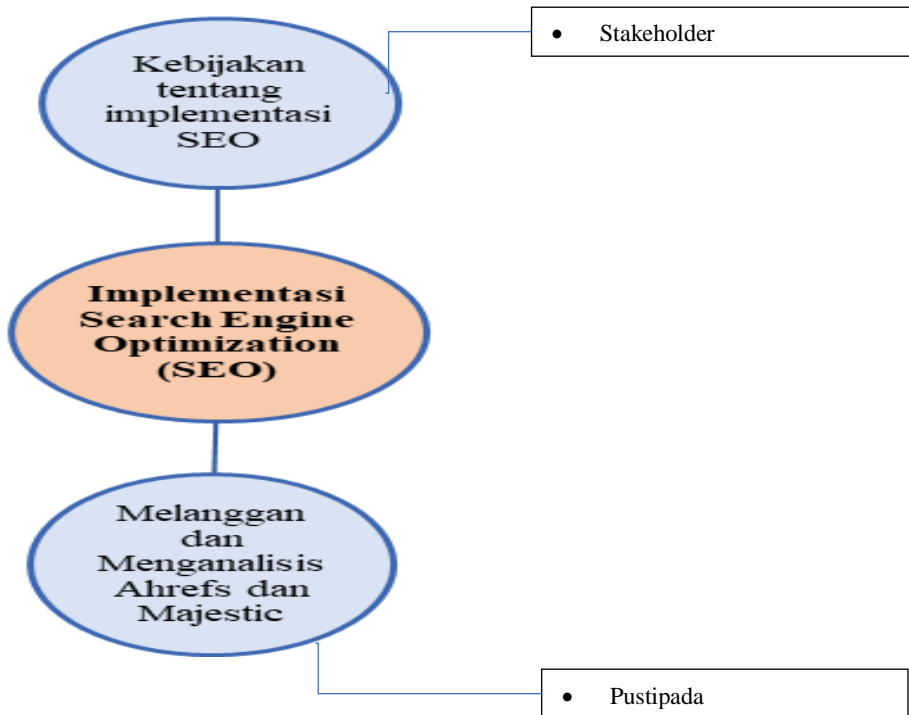 • Stakeholder
Kebijakan
tentang
implementasi
SEO
Implementasi
Search Engine
Optimization
(SEO)
Melanggan
dan
Menganalisis
Ahrefs dan
Majestic
• Pustipada